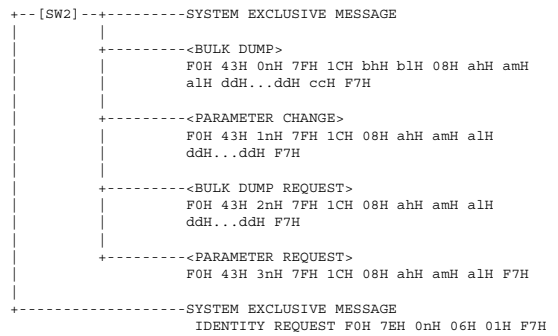 +--[SW2]--+---------SYSTEM EXCLUSIVE MESSAGE
|         |
|         +---------<BULK DUMP>
|         |         F0H 43H 0nH 7FH 1CH bhH blH 08H ahH amH
|         |         alH ddH...ddH ccH F7H
|         |
|         +---------<PARAMETER CHANGE>
|         |         F0H 43H 1nH 7FH 1CH 08H ahH amH alH
|         |         ddH...ddH F7H
|         |
|         +---------<BULK DUMP REQUEST>
|         |         F0H 43H 2nH 7FH 1CH 08H ahH amH alH
|         |         ddH...ddH F7H
|         |
|         +---------<PARAMETER REQUEST>
|                   F0H 43H 3nH 7FH 1CH 08H ahH amH alH F7H
|
+-------------------SYSTEM EXCLUSIVE MESSAGE
                     IDENTITY REQUEST F0H 7EH 0nH 06H 01H F7H